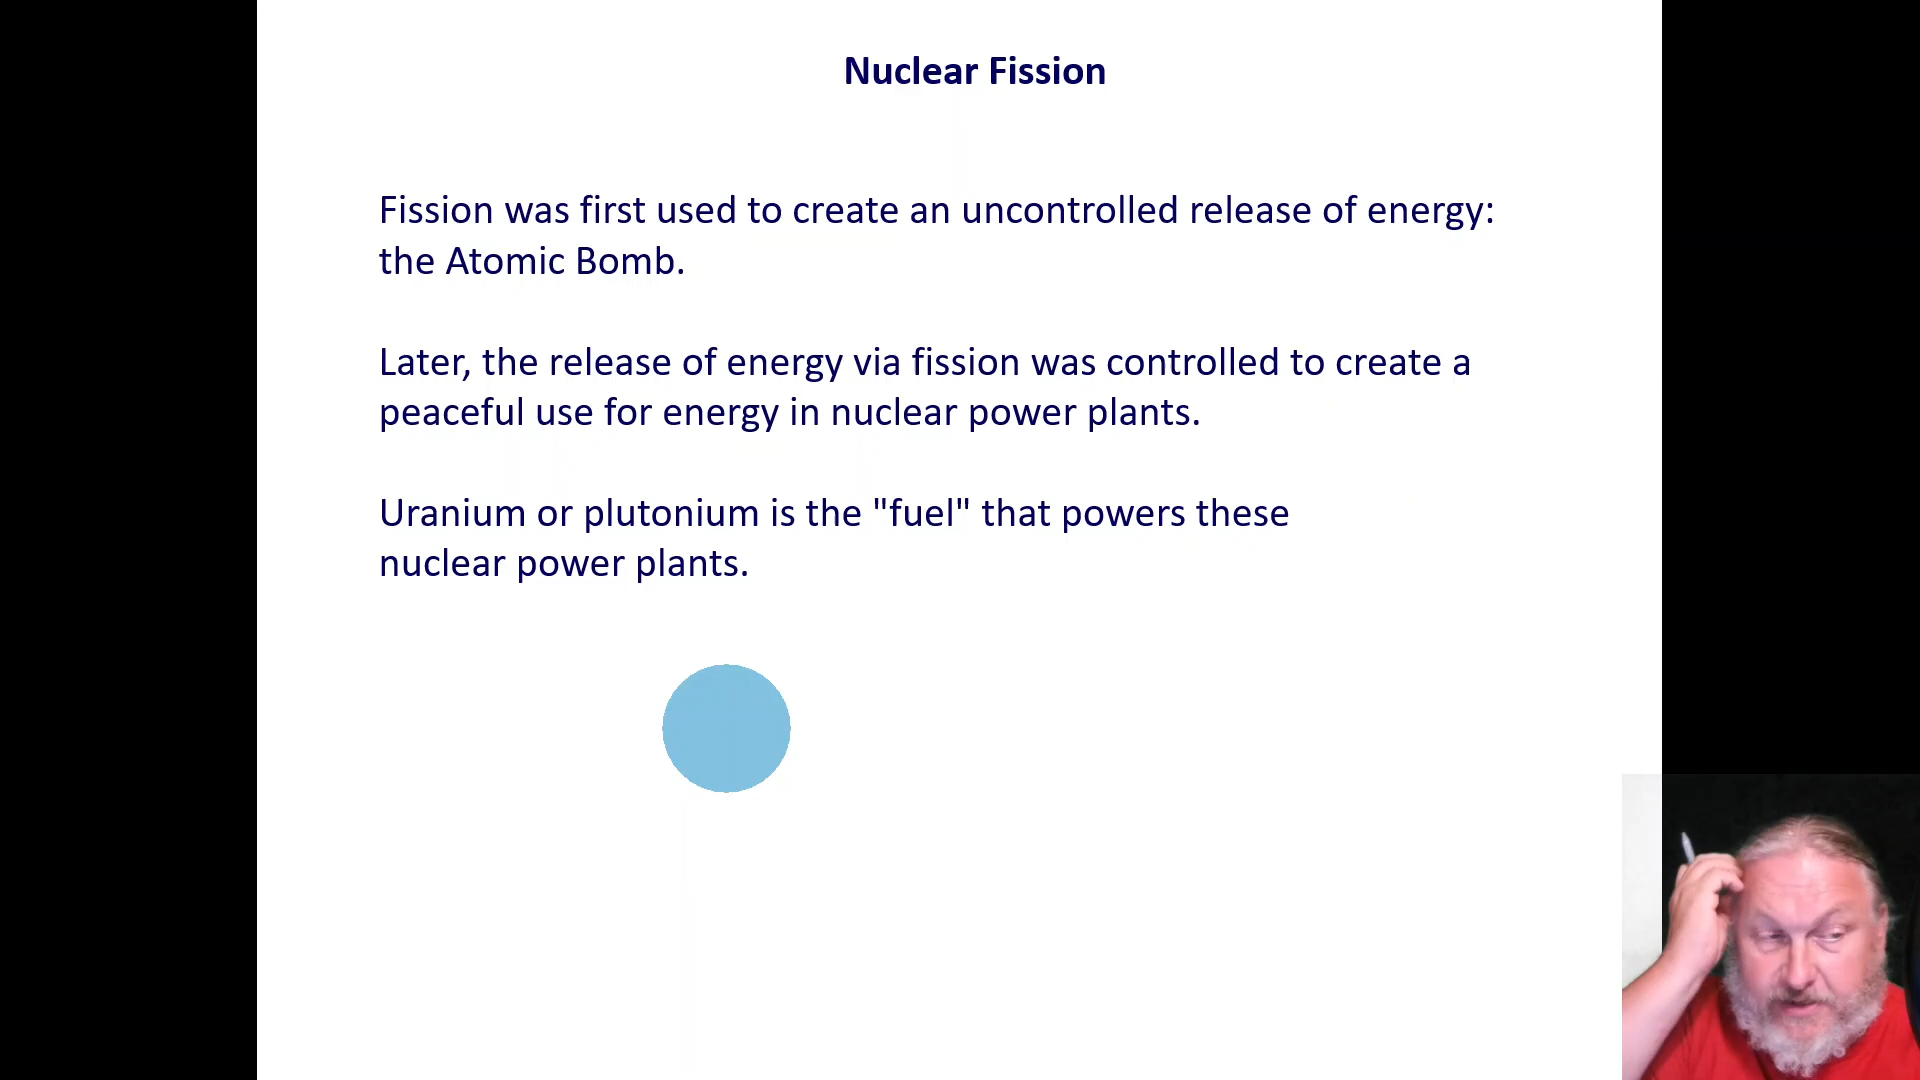 Nuclear Fission
Fission was first used to create an uncontrolled release of energy:
the Atomic Bomb.
Later, the release of energy via fission was controlled to create a
peaceful use for energy in nuclear power plants.
Uranium or plutonium is the "fuel" that powers these
nuclear power plants.